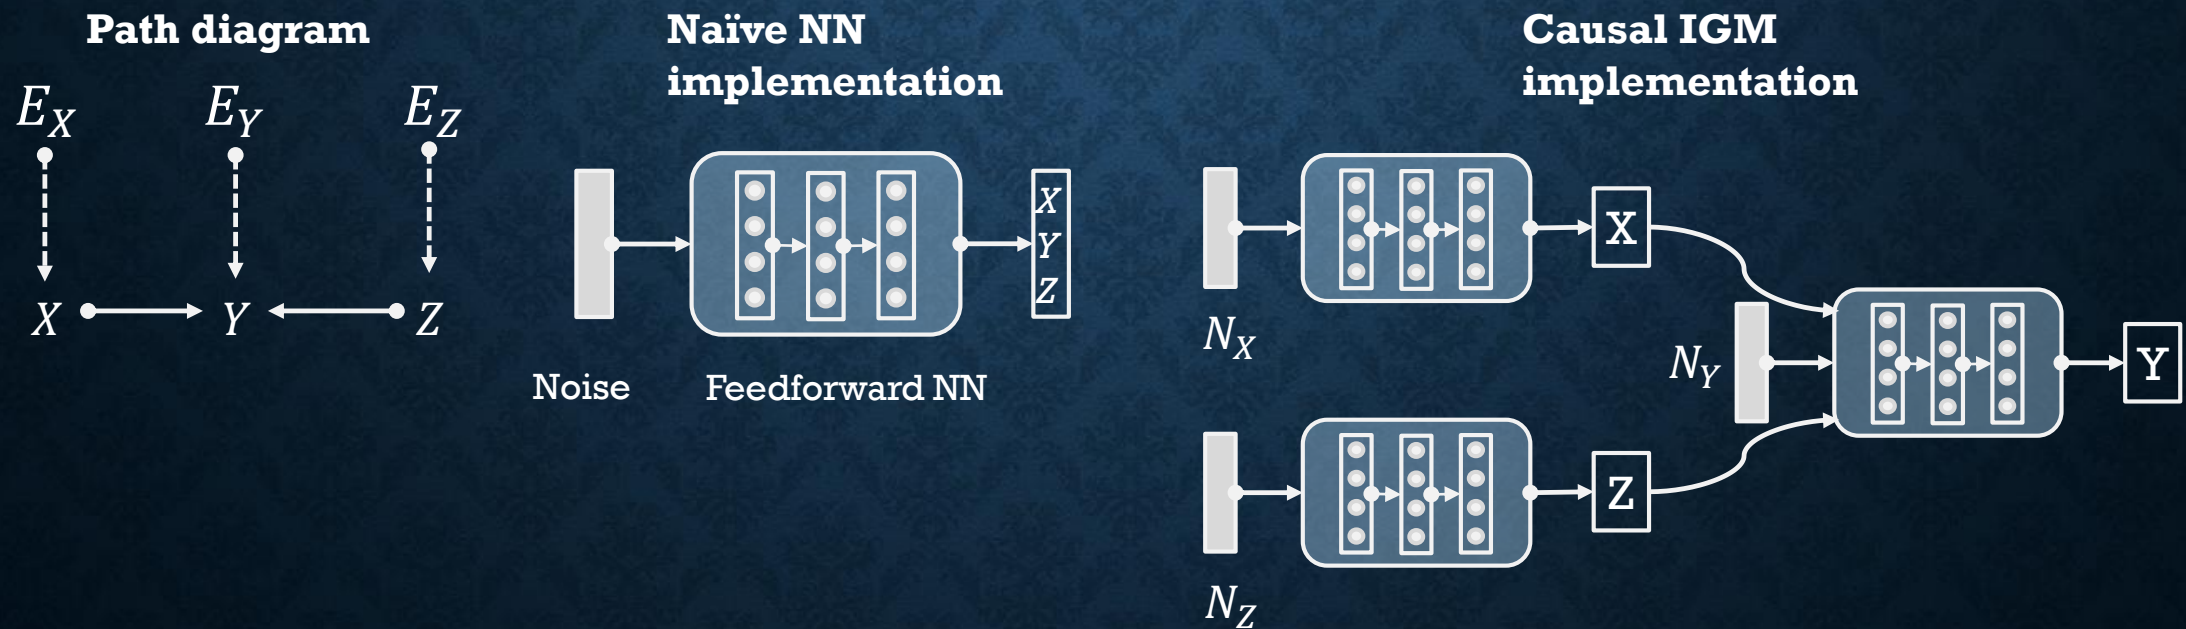 Path diagram
E_X E_Y E_Z
X Y Z
Naïve NN
implementation
X
Y
Z
Noise Feedforward NN
Causal IGM
implementation
X
N_X
N_Y
Y
Z
N_Z